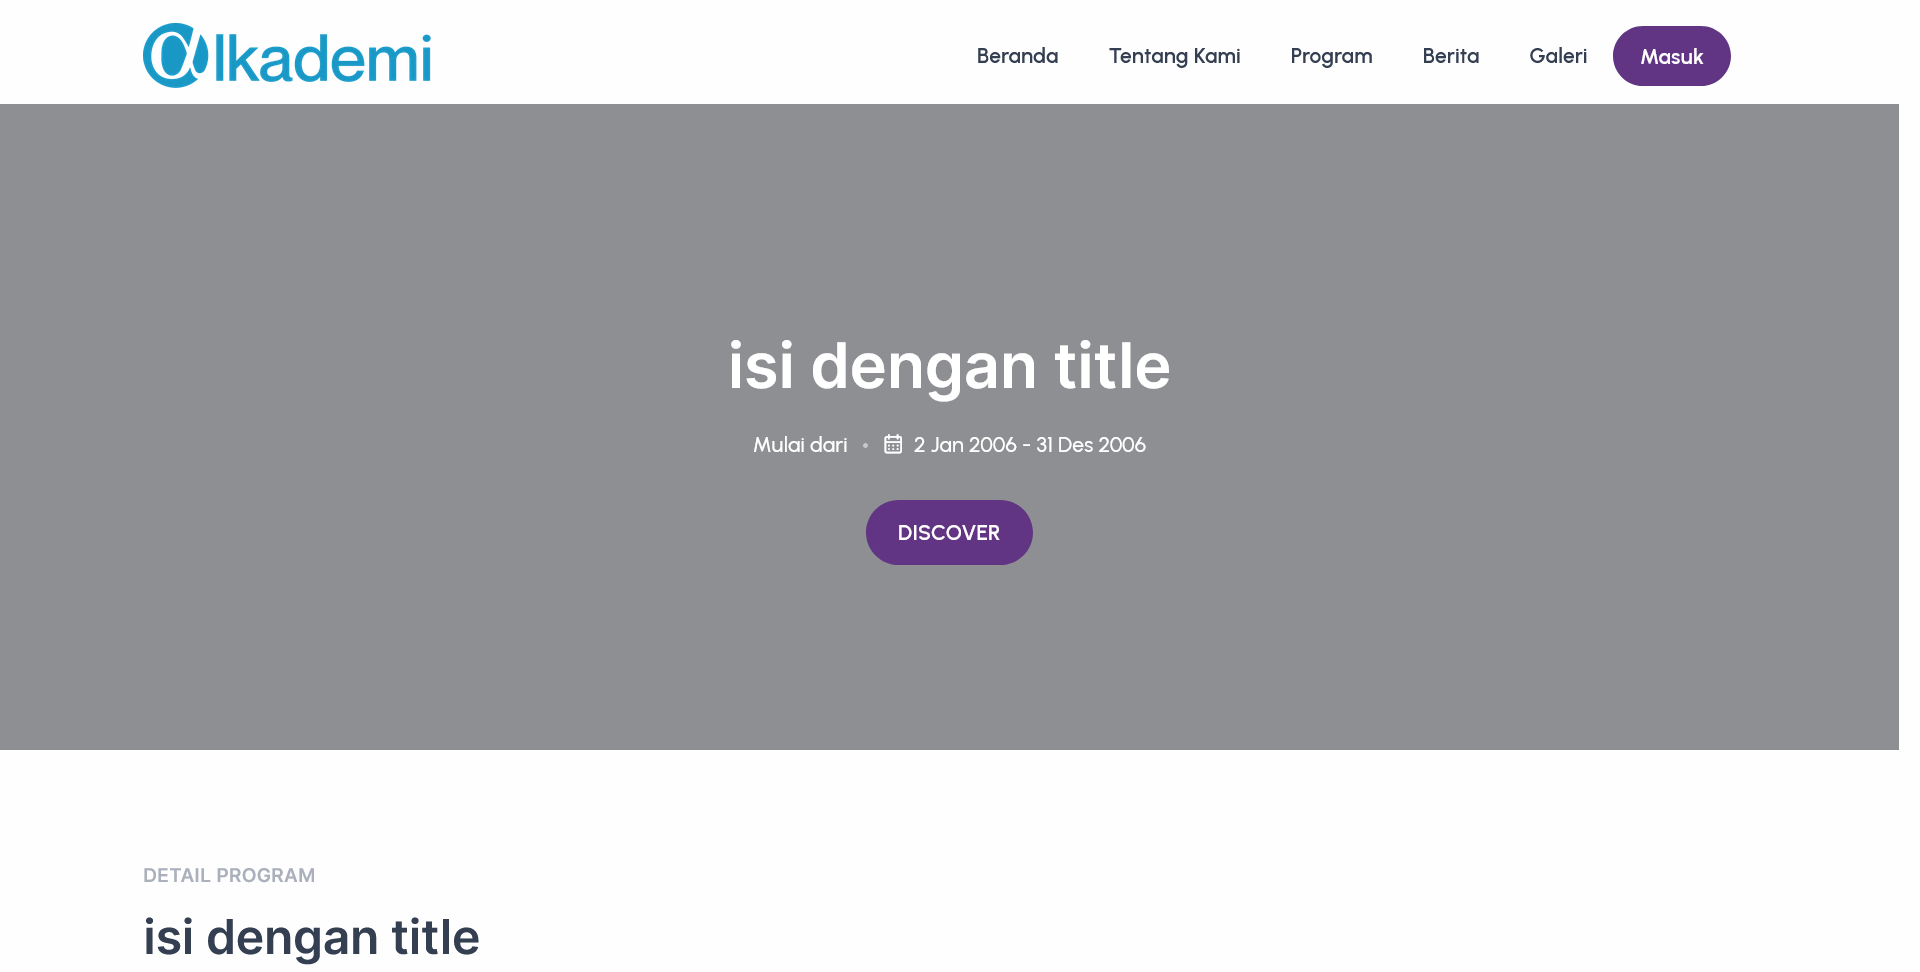 @lkademi
Beranda Tentang Kami Program Berita Galeri Masuk
isi dengan title
Mulai dari • 2 Jan 2006 - 31 Des 2006
DISCOVER
DETAIL PROGRAM
isi dengan title